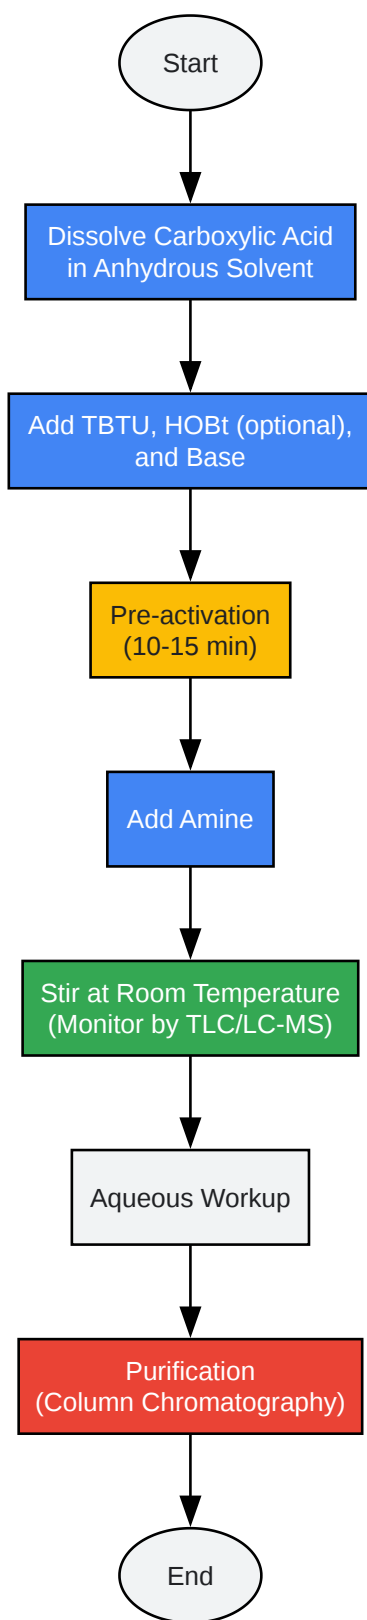 Start
Dissolve Carboxylic Acid
in Anhydrous Solvent
Add TBTU, HOBt (optional),
and Base
Pre-activation
(10-15 min)
Add Amine
Stir at Room Temperature
(Monitor by TLC/LC-MS)
Aqueous Workup
Purification
(Column Chromatography)
End